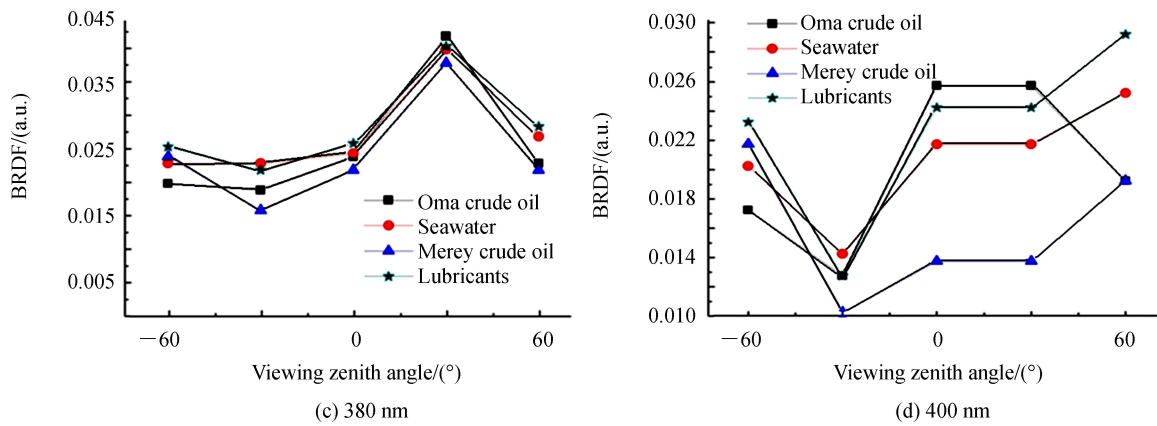 0.045
0.035
0.025
0.015
0.005
BRDF/(a.u.)
Oma crude oil
Seawater
Merey crude oil
Lubricants
−60
0
60
Viewing zenith angle/(°)
(c) 380 nm
0.030
0.026
0.022
0.018
0.014
0.010
BRDF/(a.u.)
Oma crude oil
Seawater
Merey crude oil
Lubricants
−60
0
60
Viewing zenith angle/(°)
(d) 400 nm